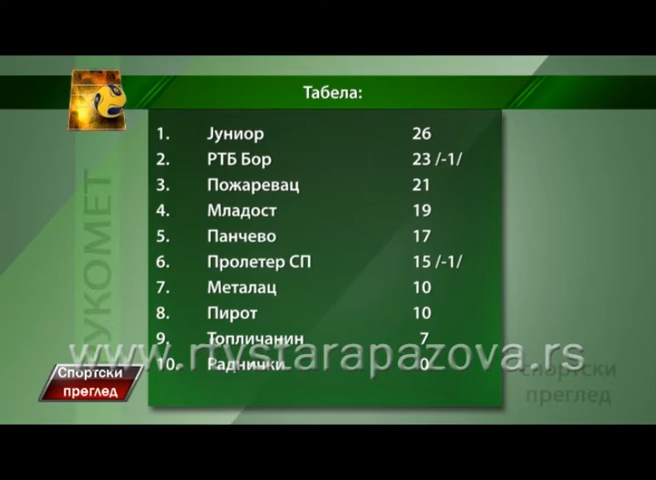 Табела:
1. Јуниор 26
2. РТБ Бор 23 /-1/
3. Пожаревац 21
4. Младост 19
5. Панчево 17
6. Пролетер СП 15 /-1/
7. Металац 10
8. Пирот 10
9. Топличанин 7
10. Раднички 0
www.rtvstarapazova.rs
Спортски
преглед
спортски
преглед
УКОМЕТ